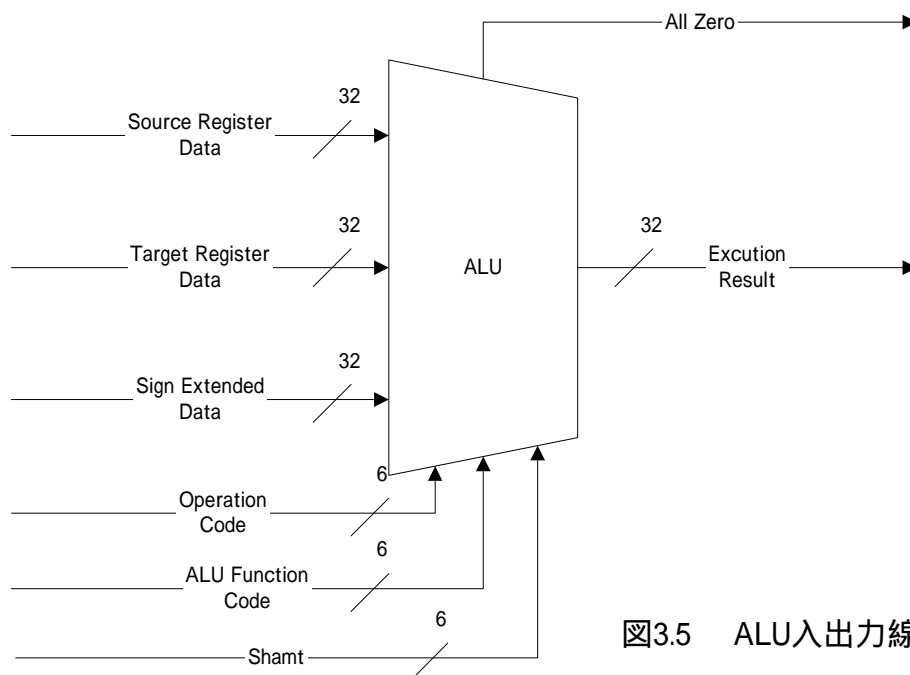 All Zero
32
Source Register
Data
32
Target Register
Data
ALU
32
Excution
Result
32
Sign Extended
Data
6
Operation
Code
6
ALU Function
Code
6
Shamt
図3.5 ALU入出力線